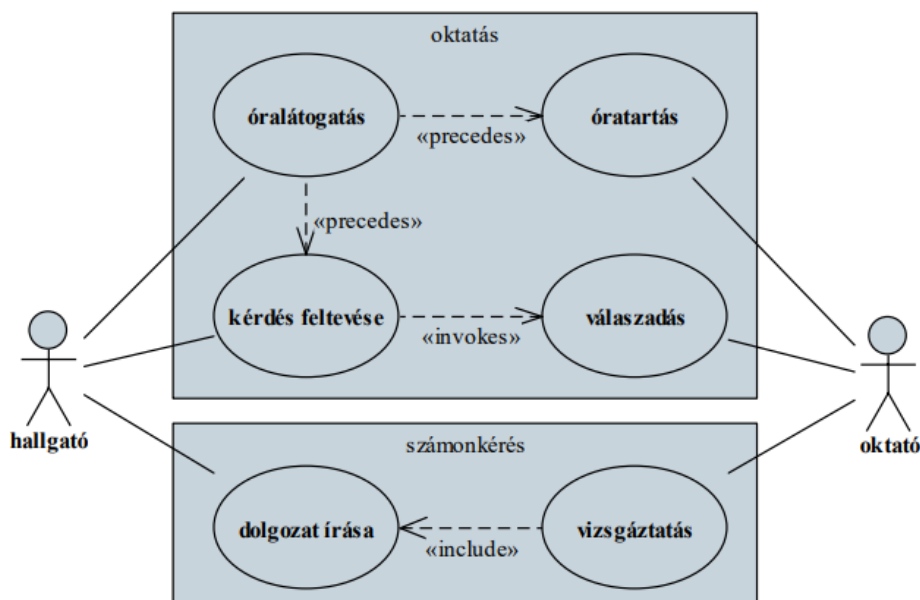 oktatás
óralátogatás
«precedes»
óratartás
«precedes»
kérdés feltevése
«invokes»
válaszadás
hallgató
oktató
számonkérés
dolgozat írása
«include»
vizsgáztatás